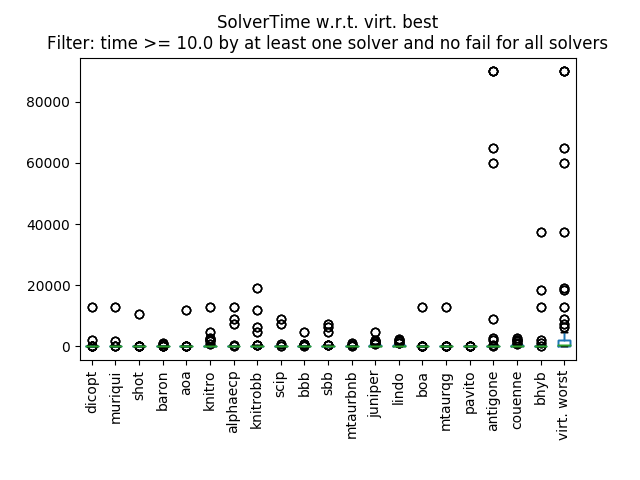 SolverTime w.r.t. virt. best
Filter: time >= 10.0 by at least one solver and no fail for all solvers
80000
60000
40000
20000
0
dicopt
muriqui
shot
baron
aoa
knitro
alphaecp
knitrobb
scip
bbb
sbb
mtaurbnb
juniper
lindo
boa
mtaurqg
pavito
antigone
couenne
bhyb
virt. worst